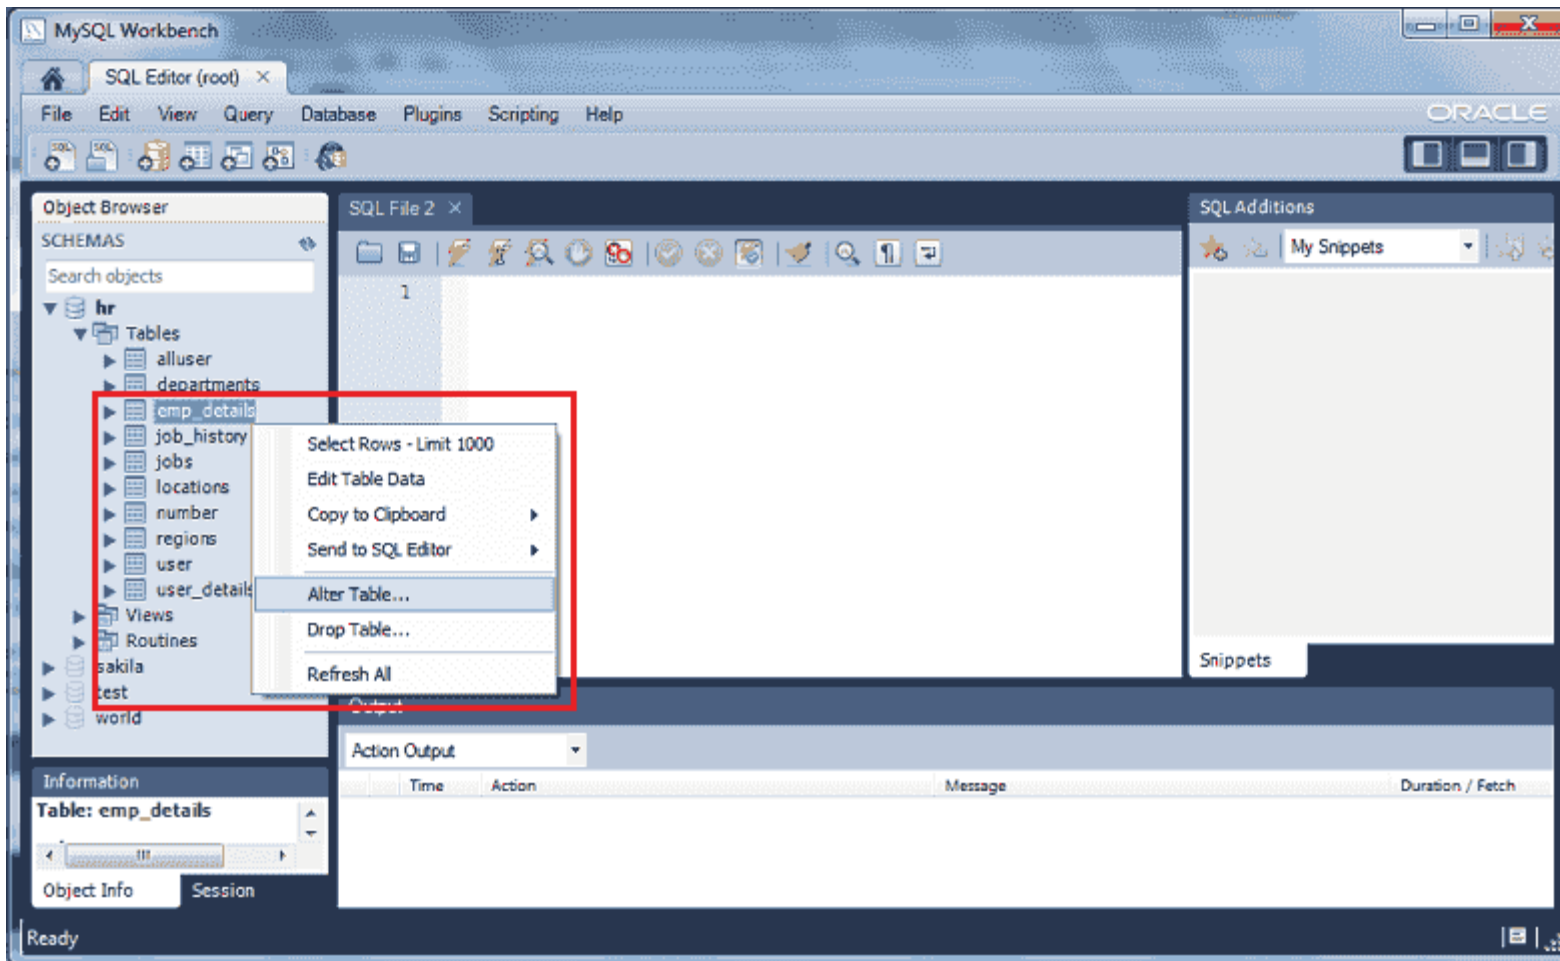 MySQL Workbench
SQL Editor (root)
File Edit View Query Database Plugins Scripting Help
ORACLE
Object Browser
SCHEMAS
Search objects
hr
Tables
alluser
departments
emp_details
job_history
jobs
locations
number
regions
user
user_details
Views
Routines
sakila
test
world
Select Rows - Limit 1000
Edit Table Data
Copy to Clipboard
Send to SQL Editor
Alter Table...
Drop Table...
Refresh All
Information
Table: emp_details
Object Info Session
SQL File 2
1
SQL Additions
My Snippets
Snippets
Output
Action Output
Time Action Message Duration / Fetch
Ready